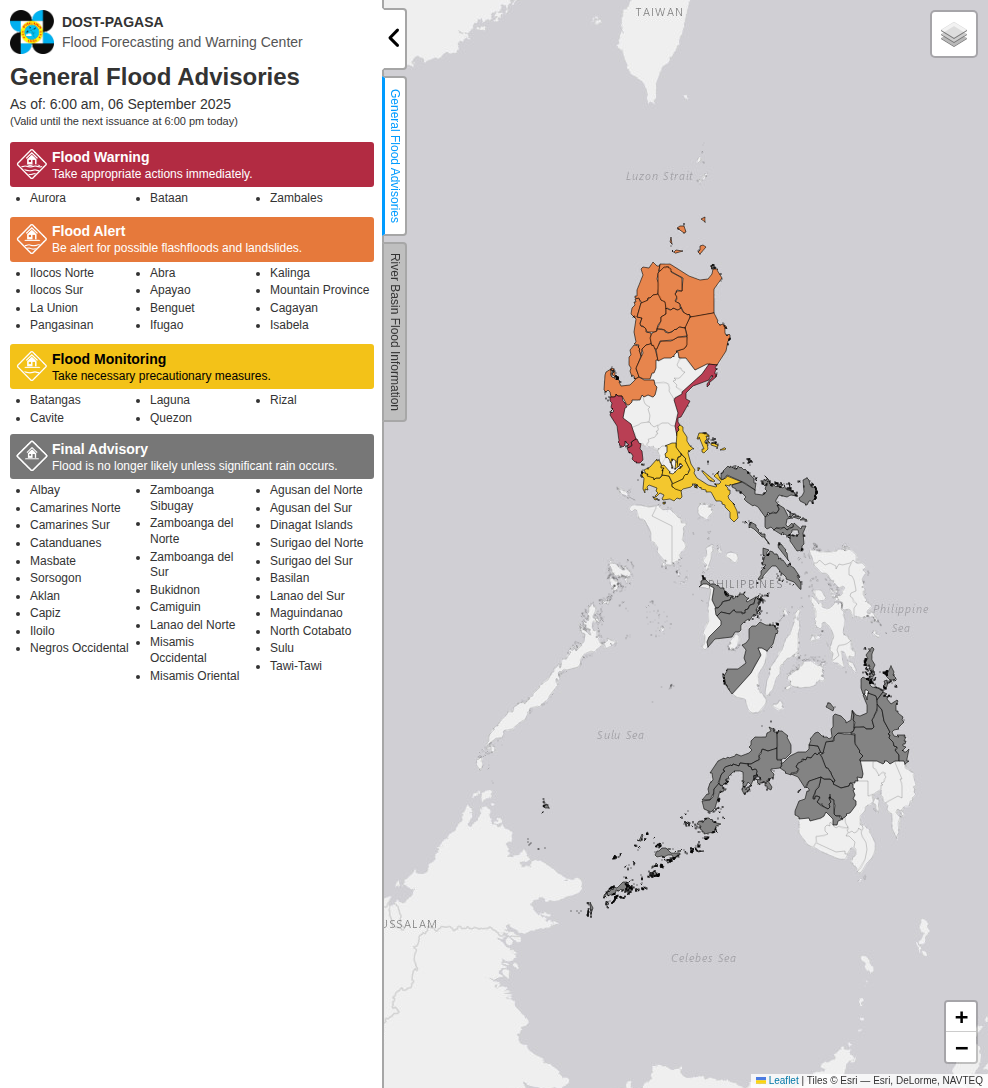 DOST-PAGASA
Flood Forecasting and Warning Center
General Flood Advisories
As of: 6:00 am, 06 September 2025
(Valid until the next issuance at 6:00 pm today)
Flood Warning
Take appropriate actions immediately.
Aurora
Bataan
Zambales
Flood Alert
Be alert for possible flashfloods and landslides.
Ilocos Norte
Ilocos Sur
La Union
Pangasinan
Abra
Apayao
Benguet
Ifugao
Kalinga
Mountain Province
Cagayan
Isabela
Flood Monitoring
Take necessary precautionary measures.
Batangas
Cavite
Laguna
Quezon
Rizal
Final Advisory
Flood is no longer likely unless significant rain occurs.
Albay
Camarines Norte
Camarines Sur
Catanduanes
Masbate
Sorsogon
Aklan
Capiz
Iloilo
Negros Occidental
Zamboanga
Sibugay
Zamboanga del
Norte
Zamboanga del
Sur
Bukidnon
Camiguin
Lanao del Norte
Misamis
Occidental
Misamis Oriental
Agusan del Norte
Agusan del Sur
Dinagat Islands
Surigao del Norte
Surigao del Sur
Basilan
Lanao del Sur
Maguindanao
North Cotabato
Sulu
Tawi-Tawi
General Flood Advisories
River Basin Flood Information
TAIWAN
Luzon Strait
PHILIPPINES
Philippine
Sea
Sulu Sea
USSALAM
Celebes Sea
+
−
Leaflet | Tiles © Esri — Esri, DeLorme, NAVTEQ